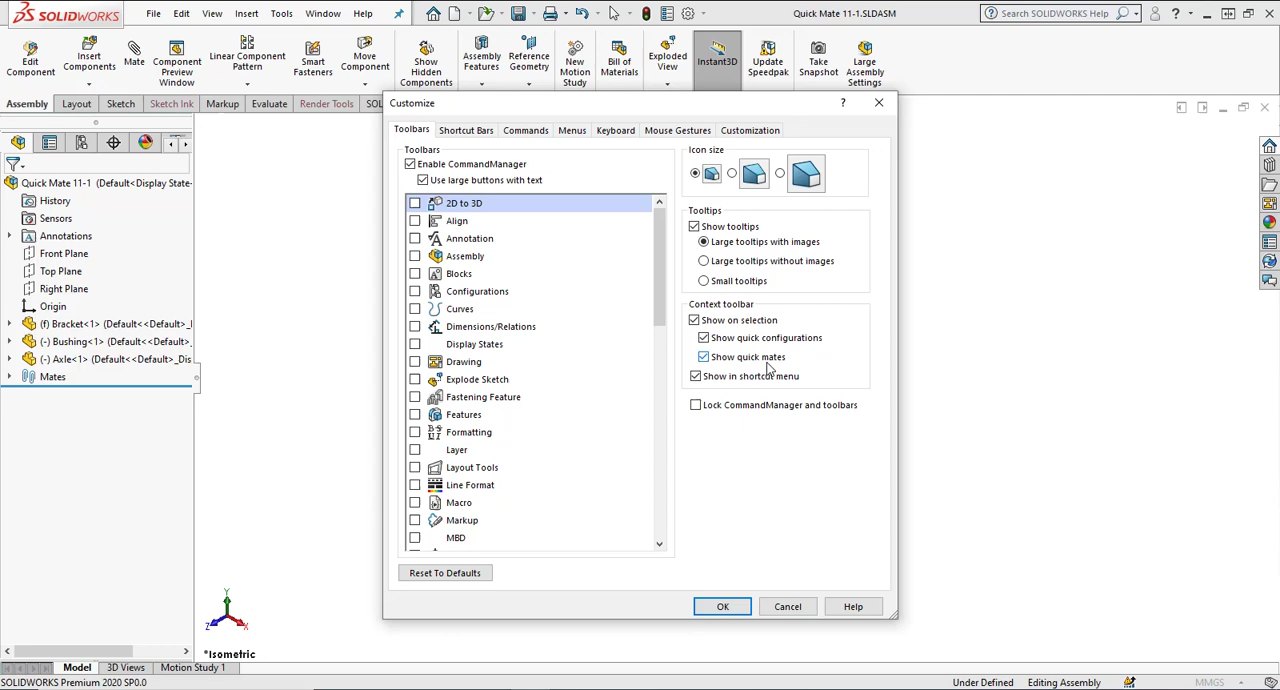 SOLIDWORKS
File Edit View Insert Tools Window Help
Quick Mate 11-1.SLDASM
Search SOLIDWORKS Help
?
Edit Component
Insert Components
Mate
Component Preview Window
Linear Component Pattern
Smart Fasteners
Move Component
Show Hidden Components
Assembly Features
Reference Geometry
New Motion Study
Bill of Materials
Exploded View
Instant3D
Update Speedpak
Take Snapshot
Large Assembly Settings
Assembly Layout Sketch Sketch Ink Markup Evaluate Render Tools SOL
Quick Mate 11-1 (Default<Display State-
History
Sensors
Annotations
Front Plane
Top Plane
Right Plane
Origin
(f) Bracket<1> (Default<<Default>_
(-) Bushing<1> (Default<<Default>_
(-) Axle<1> (Default<<Default>_Dis
Mates
Customize
?
Toolbars Shortcut Bars Commands Menus Keyboard Mouse Gestures Customization
Toolbars
Enable CommandManager
Use large buttons with text
2D to 3D
Align
Annotation
Assembly
Blocks
Configurations
Curves
Dimensions/Relations
Display States
Drawing
Explode Sketch
Fastening Feature
Features
Formatting
Layer
Layout Tools
Line Format
Macro
Markup
MBD
Reset To Defaults
Icon size
Tooltips
Show tooltips
Large tooltips with images
Large tooltips without images
Small tooltips
Context toolbar
Show on selection
Show quick configurations
Show quick mates
Show in shortcut menu
Lock CommandManager and toolbars
OK Cancel Help
Y
Z X
*Isometric
Model 3D Views Motion Study 1
SOLIDWORKS Premium 2020 SP0.0
Under Defined Editing Assembly MMGS